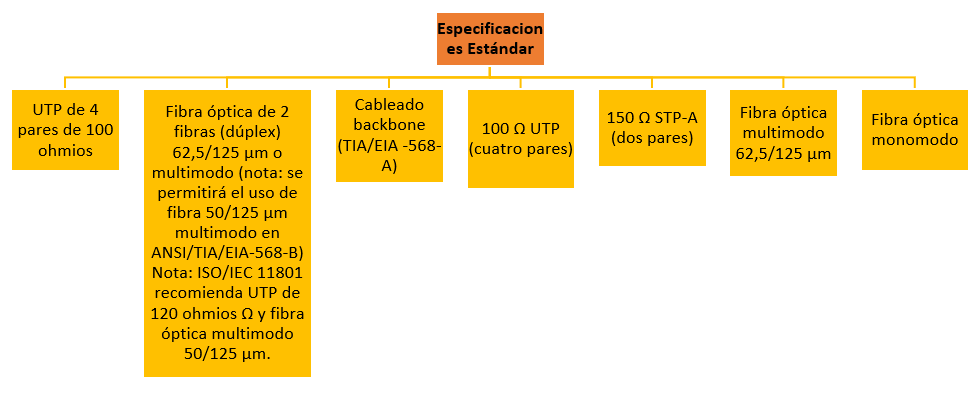 Especificacion
es Estándar
UTP de 4
pares de 100
ohmios
Fibra óptica de 2
fibras (dúplex)
62,5/125 µm o
multimodo (nota: se
permitirá el uso de
fibra 50/125 µm
multimodo en
ANSI/TIA/EIA-568-B)
Nota: ISO/IEC 11801
recomienda UTP de
120 ohmios Ω y fibra
óptica multimodo
50/125 µm.
Cableado
backbone
(TIA/EIA -568-
A)
100 Ω UTP
(cuatro pares)
150 Ω STP-A
(dos pares)
Fibra óptica
multimodo
62,5/125 µm
Fibra óptica
monomodo